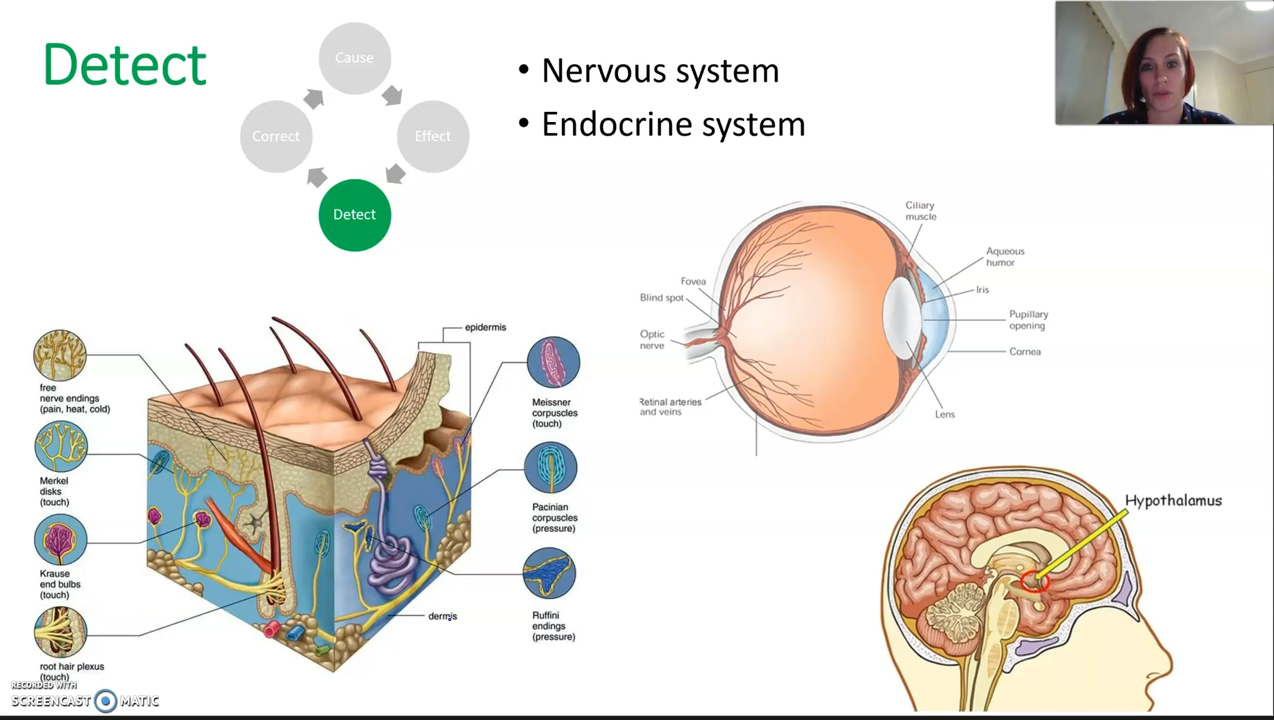 Detect
Cause
Correct
Effect
Detect
• Nervous system
• Endocrine system
free
nerve endings
(pain, heat, cold)
Merkel
disks
(touch)
Krause
end bulbs
(touch)
root hair plexus
(touch)
epidermis
Meissner
corpuscles
(touch)
Pacinian
corpuscles
(pressure)
Ruffini
endings
(pressure)
dermis
Ciliary
muscle
Aqueous
humor
Iris
Pupillary
opening
Cornea
Lens
Fovea
Blind spot
Optic
nerve
Retinal arteries
and veins
Hypothalamus
RECORDED WITH
SCREENCAST MATIC